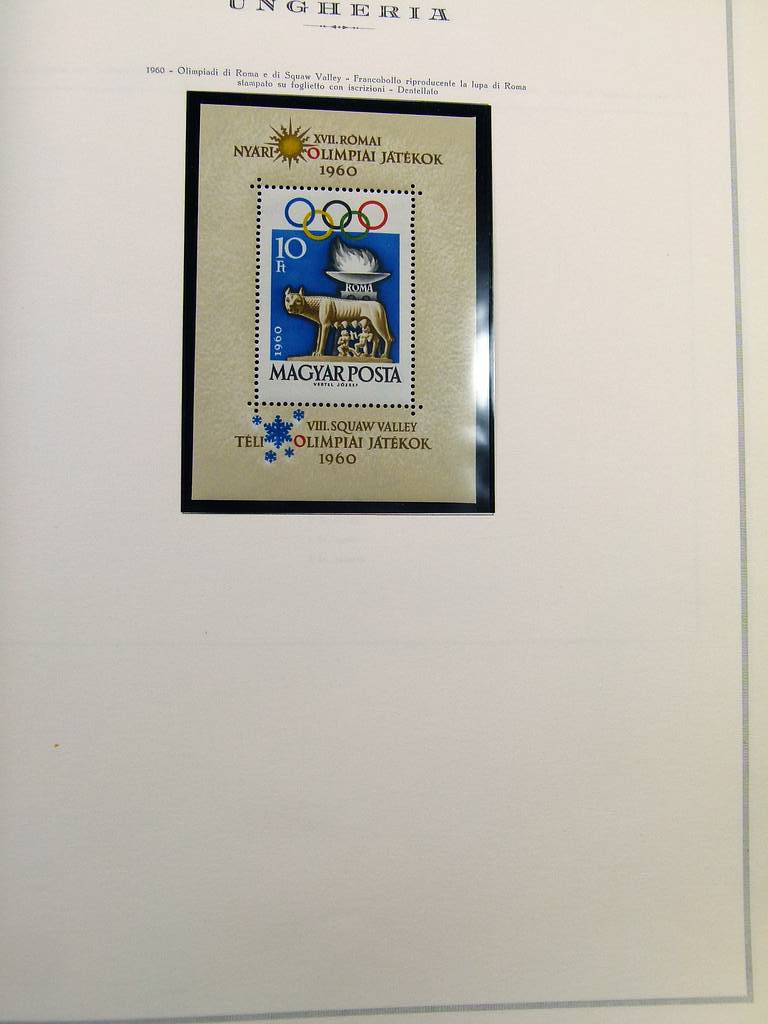 UNGHERIA
1960 - Olimpiadi di Roma e di Squaw Valley - Francobollo riproducente la lupa di Roma
stampato su foglietto con iscrizioni - Dentellato
XVII. RÓMAI
NYÁRI OLIMPIAI JÁTÉKOK
1960
10
Ft
ROMA
1960
MAGYAR POSTA
VERTEL JÓZSEF
VIII. SQUAW VALLEY
TÉLI OLIMPIAI JÁTÉKOK
1960